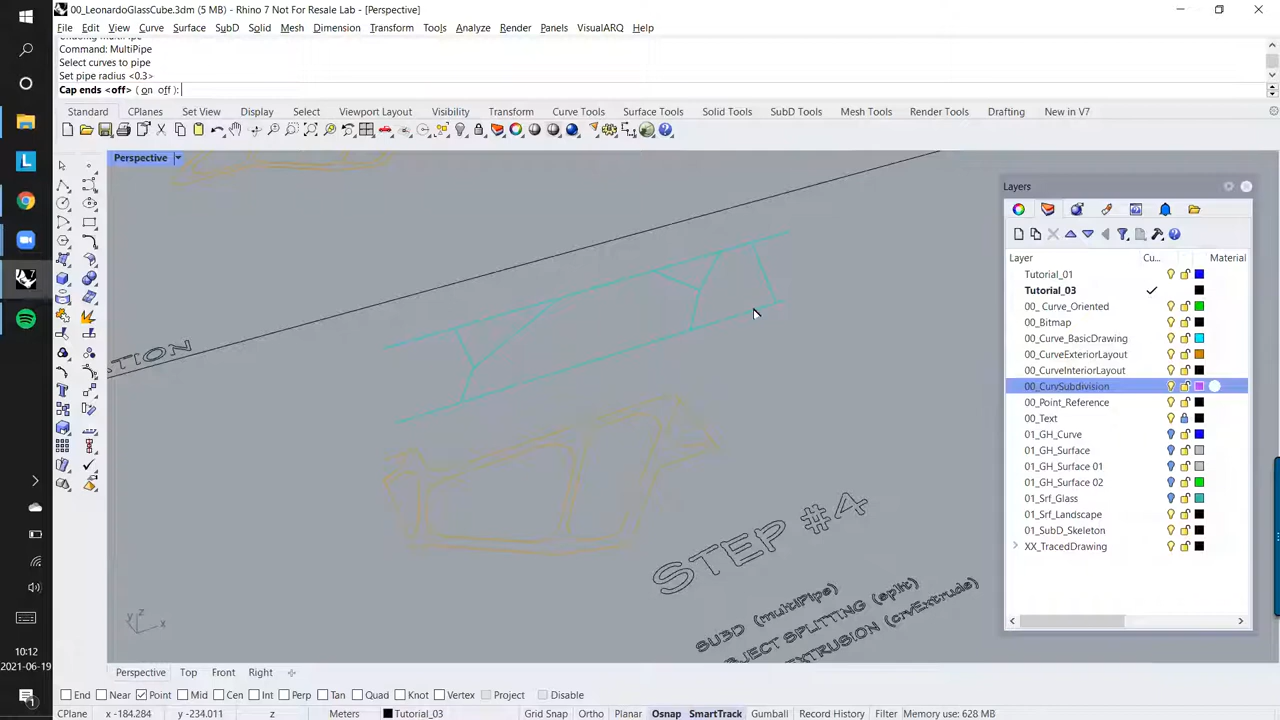 00_LeonardoGlassCube.3dm (5 MB) - Rhino 7 Not For Resale Lab - [Perspective]
File Edit View Curve Surface SubD Solid Mesh Dimension Transform Tools Analyze Render Panels VisualARQ Help
Command: MultiPipe
Select curves to pipe
Set pipe radius <0.3>
Cap ends <off> ( on off ):
Standard CPlanes Set View Display Select Viewport Layout Visibility Transform Curve Tools Surface Tools Solid Tools SubD Tools Mesh Tools Render Tools Drafting New in V7
Perspective
Layers
Layer Cu... Material
Tutorial_01
Tutorial_03
00_ Curve_Oriented
00_Bitmap
00_Curve_BasicDrawing
00_CurveExteriorLayout
00_CurveInteriorLayout
00_CurvSubdivision
00_Point_Reference
00_Text
01_GH_Curve
01_GH_Surface
01_GH_Surface 01
01_GH_Surface 02
01_Srf_Glass
01_Srf_Landscape
01_SubD_Skeleton
XX_TracedDrawing
STEP #4
SUBD (multiPipe)
OBJECT SPLITTING (split)
EXTRUSION (crvExtrude)
z
y
x
Perspective Top Front Right
End Near Point Mid Cen Int Perp Tan Quad Knot Vertex Project Disable
CPlane x -184.284 y -234.011 z Meters Tutorial_03 Grid Snap Ortho Planar Osnap SmartTrack Gumball Record History Filter Memory use: 628 MB
10:12
2021-06-19